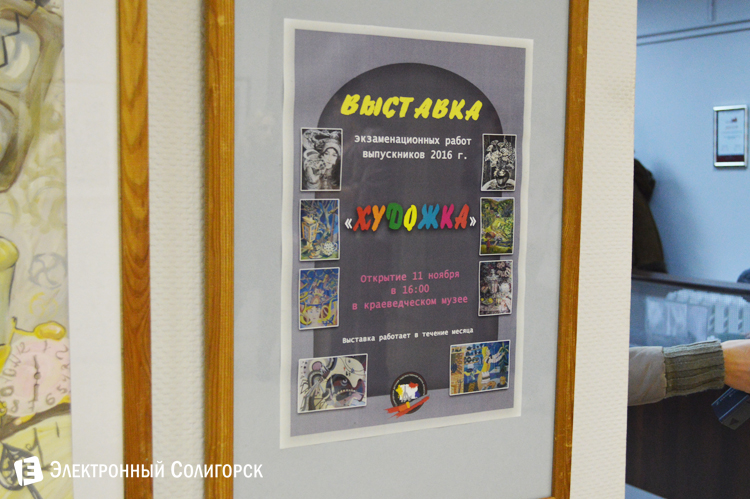 ВЫСТАВКА
экзаменационных работ
выпускников 2016 г.
«ХУДОЖКА»
Открытие 11 ноября
в 16:00
в краеведческом музее
Выставка работает в течение месяца
Электронный Солигорск